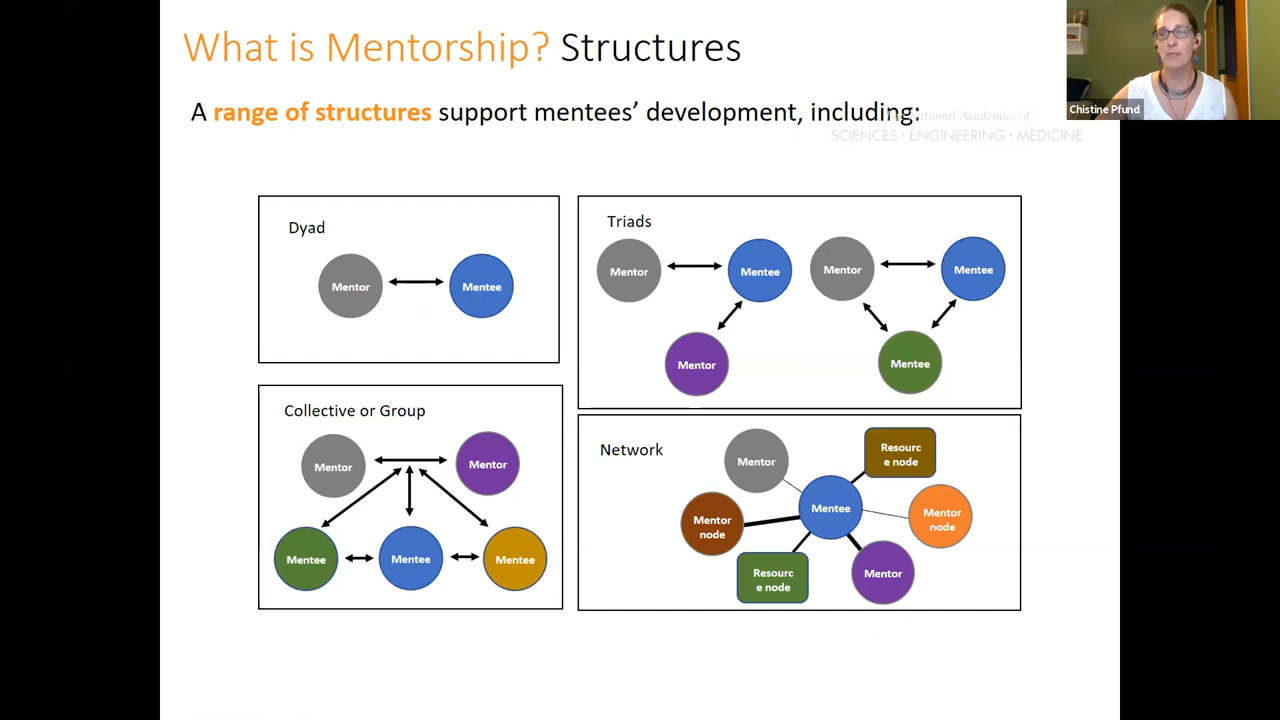 What is Mentorship? Structures
Chistine Pfund
A range of structures support mentees’ development, including:
National Academies of
SCIENCES · ENGINEERING · MEDICINE
Dyad
Mentor
Mentee
Triads
Mentor
Mentee
Mentor
Mentor
Mentee
Mentee
Collective or Group
Mentor
Mentor
Mentee
Mentee
Mentee
Network
Mentor
Resourc
e node
Mentee
Mentor
node
Mentor
node
Resourc
e node
Mentor